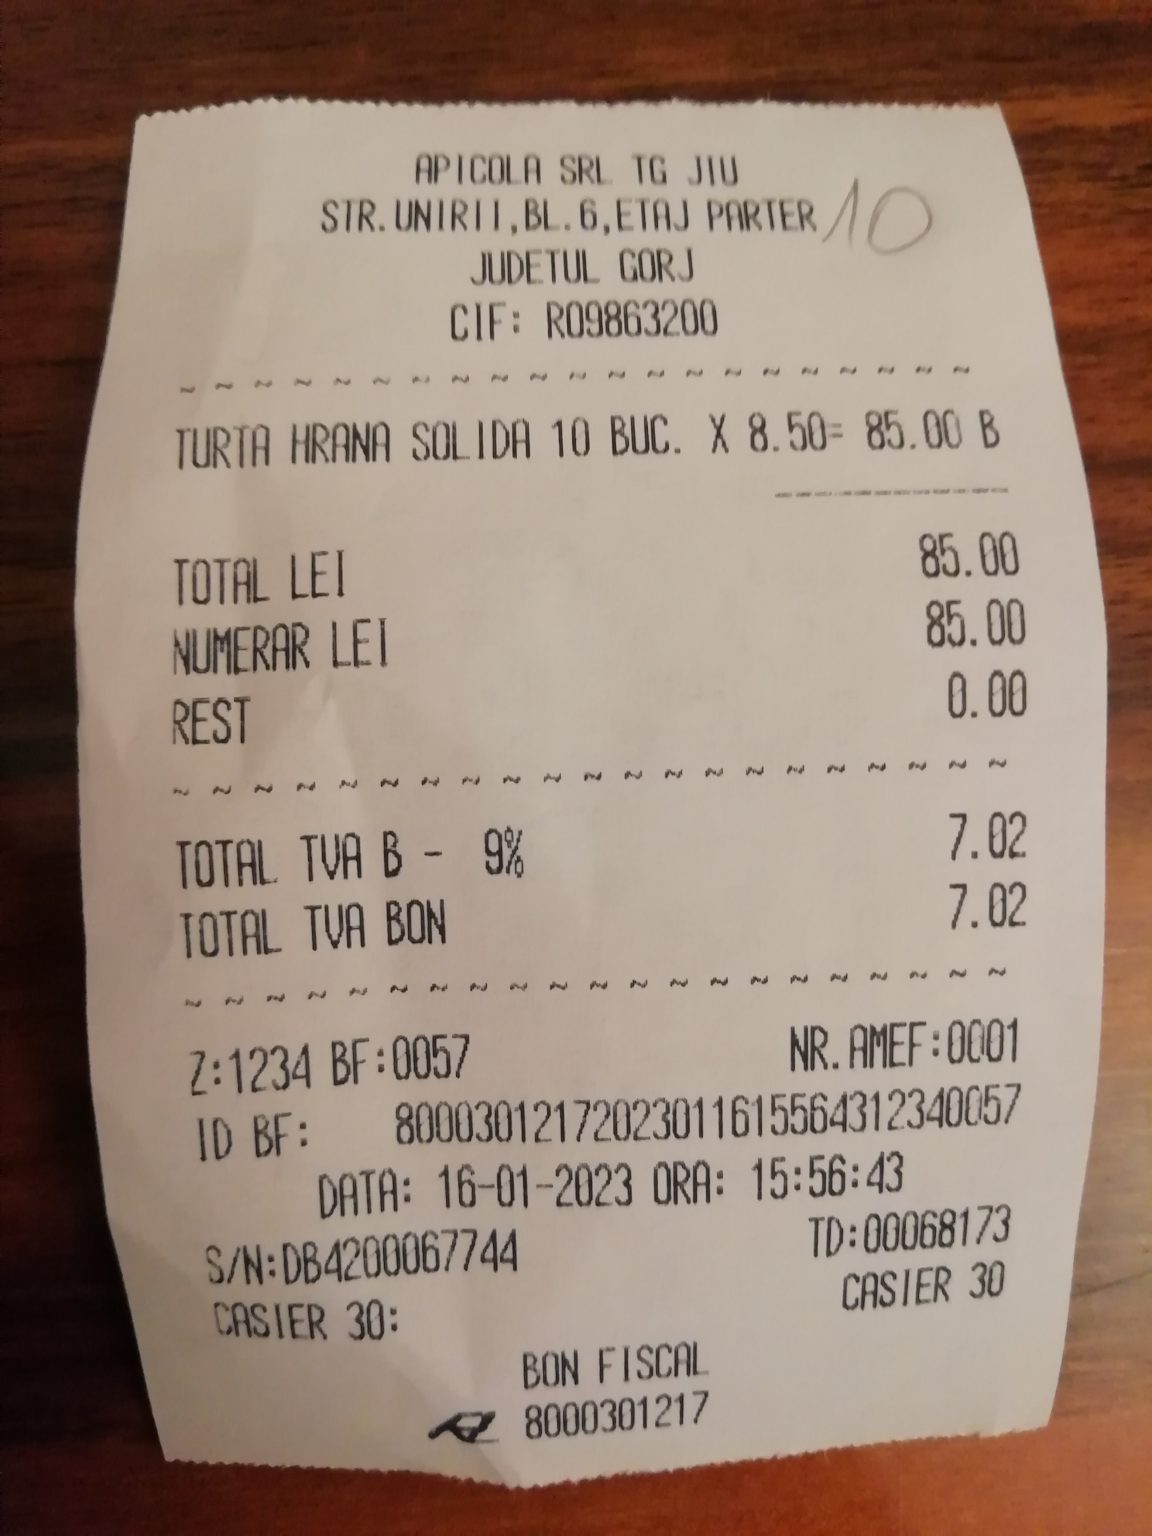 APICOLA SRL TG JIU
STR.UNIRII,BL.6,ETAJ PARTER 10
JUDETUL GORJ
CIF: RO9863200
~ ~ ~ ~ ~ ~ ~ ~ ~ ~ ~ ~ ~ ~ ~ ~ ~ ~ ~ ~ ~
TURTA HRANA SOLIDA 10 BUC. X 8.50= 85.00 B
TOTAL LEI 85.00
NUMERAR LEI 85.00
REST 0.00
~ ~ ~ ~ ~ ~ ~ ~ ~ ~ ~ ~ ~ ~ ~ ~ ~ ~ ~ ~ ~
TOTAL TVA B - 9% 7.02
TOTAL TVA BON 7.02
~ ~ ~ ~ ~ ~ ~ ~ ~ ~ ~ ~ ~ ~ ~ ~ ~ ~ ~ ~ ~
Z:1234 BF:0057 NR.AMEF:0001
ID BF: 80003012172023011615564312340057
DATA: 16-01-2023 ORA: 15:56:43
S/N:DB4200067744 TD:00068173
CASIER 30: CASIER 30
BON FISCAL
8000301217